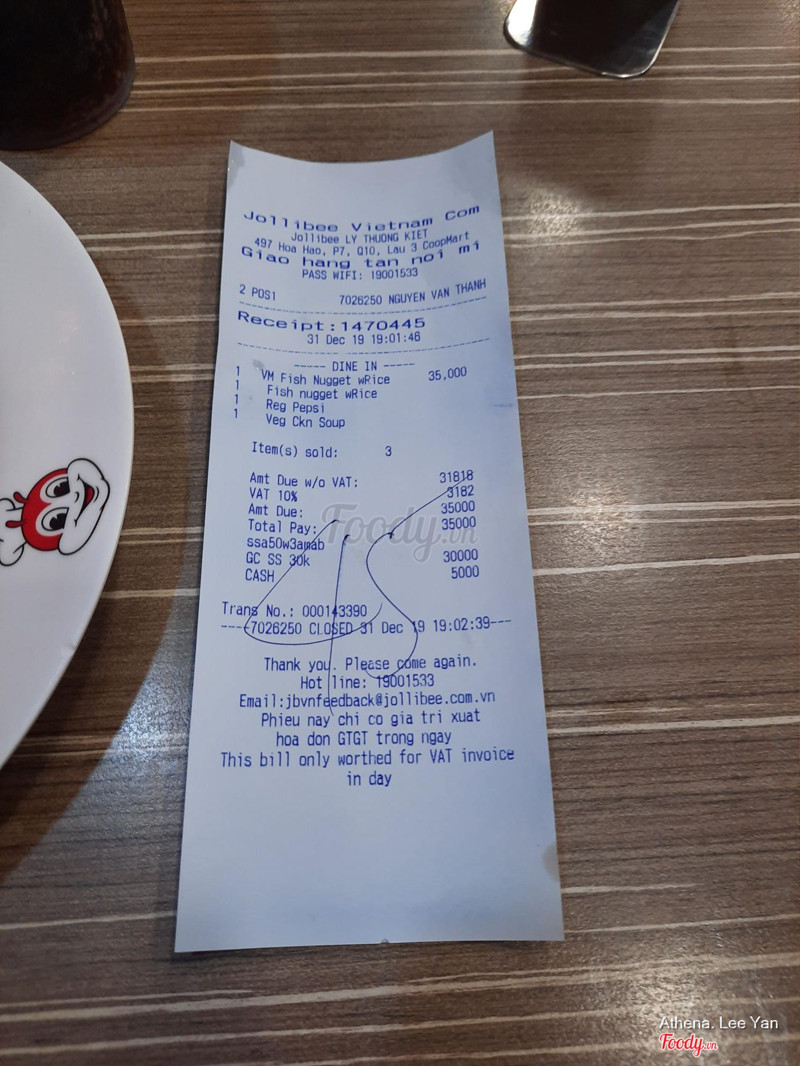 Jollibee Vietnam Com
Jollibee LY THUONG KIET
497 Hoa Hao, P7, Q10, Lau 3 CoopMart
Giao hang tan noi mi
PASS WIFI: 19001533
2 POS1 7026250 NGUYEN VAN THANH
Receipt:1470445
31 Dec 19 19:01:46
----- DINE IN -----
1 VM Fish Nugget wRice 35,000
1 Fish nugget wRice
1 Reg Pepsi
1 Veg Ckn Soup
Item(s) sold: 3
Amt Due w/o VAT: 31818
VAT 10% 3182
Amt Due: 35000
Total Pay: 35000
ssa50w3amab
GC SS 30k 30000
CASH 5000
Foody.vn
Trans No.: 000143390
----7026250 CLOSED 31 Dec 19 19:02:39---
Thank you. Please come again.
Hot line: 19001533
Email:jbvnfeedback@jollibee.com.vn
Phieu nay chi co gia tri xuat
hoa don GTGT trong ngay
This bill only worthed for VAT invoice
in day
Athena. Lee Yan
Foody.vn